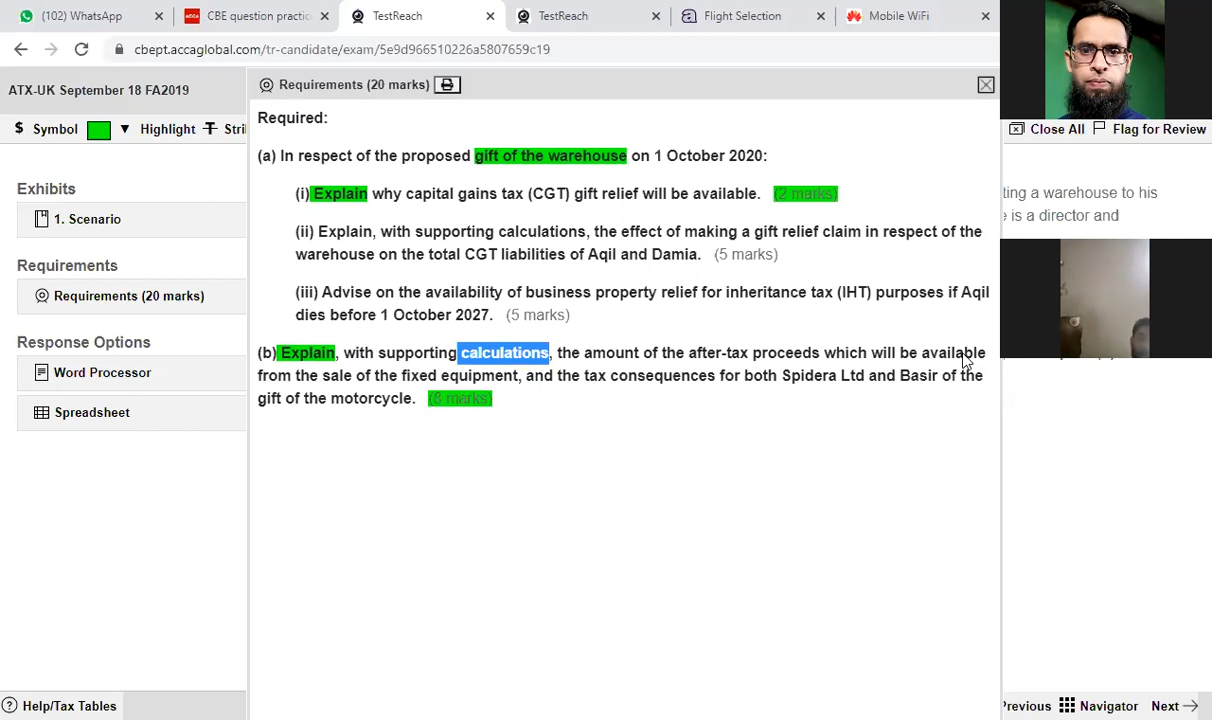 (102) WhatsApp
CBE question practic
TestReach
TestReach
Flight Selection
Mobile WiFi
cbept.accaglobal.com/tr-candidate/exam/5e9d966510226a5807659c19
ATX-UK September 18 FA2019
Requirements (20 marks)
$ Symbol
Highlight
Stri
Close All
Flag for Review
Exhibits
1. Scenario
Requirements
Requirements (20 marks)
Response Options
Word Processor
Spreadsheet
Required:
(a) In respect of the proposed gift of the warehouse on 1 October 2020:
(i) Explain why capital gains tax (CGT) gift relief will be available. (2 marks)
(ii) Explain, with supporting calculations, the effect of making a gift relief claim in respect of the
warehouse on the total CGT liabilities of Aqil and Damia. (5 marks)
(iii) Advise on the availability of business property relief for inheritance tax (IHT) purposes if Aqil
dies before 1 October 2027. (5 marks)
(b) Explain, with supporting calculations, the amount of the after-tax proceeds which will be available
from the sale of the fixed equipment, and the tax consequences for both Spidera Ltd and Basir of the
gift of the motorcycle. (8 marks)
ting a warehouse to his
e is a director and
Help/Tax Tables
Previous
Navigator
Next